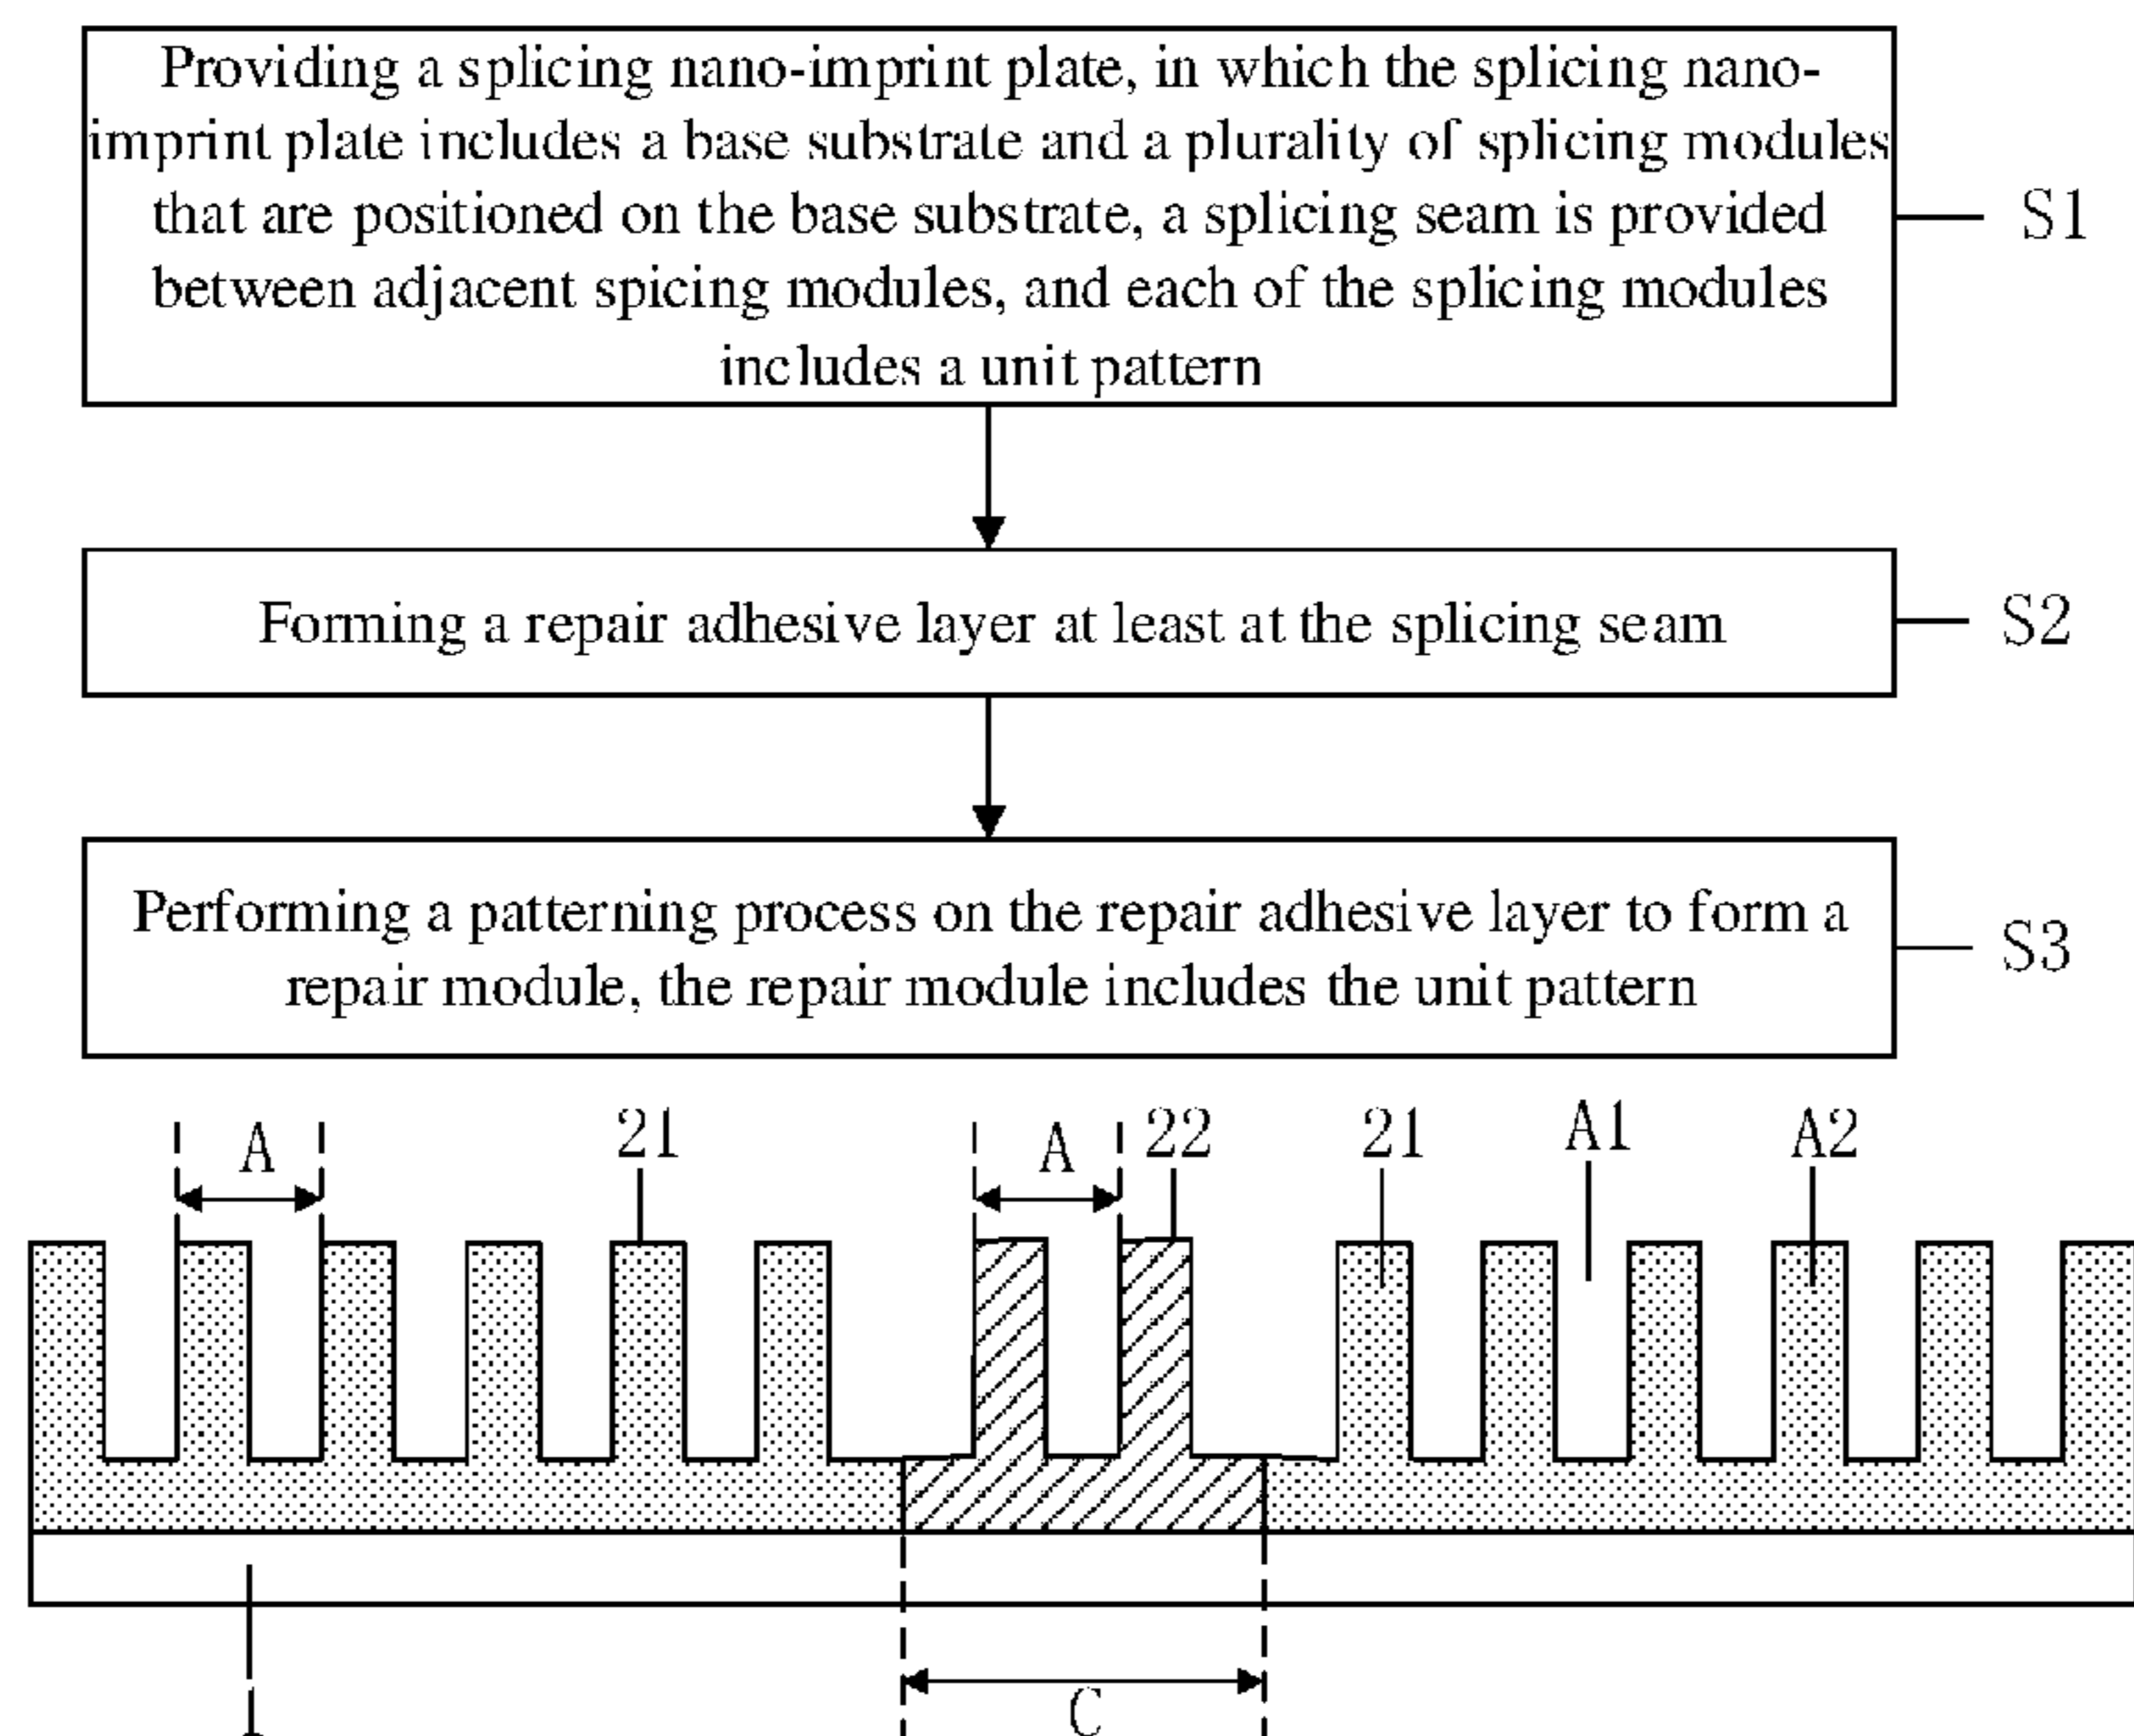 Providing a splicing nano-imprint plate, in which the splicing nano-
imprint plate includes a base substrate and a plurality of splicing modules
that are positioned on the base substrate, a splicing seam is provided
between adjacent spicing modules, and each of the splicing modules
includes a unit pattern
S1
Forming a repair adhesive layer at least at the splicing seam
S2
Performing a patterning process on the repair adhesive layer to form a
repair module, the repair module includes the unit pattern
S3
A 21 A 22 21 A1 A2
1 C